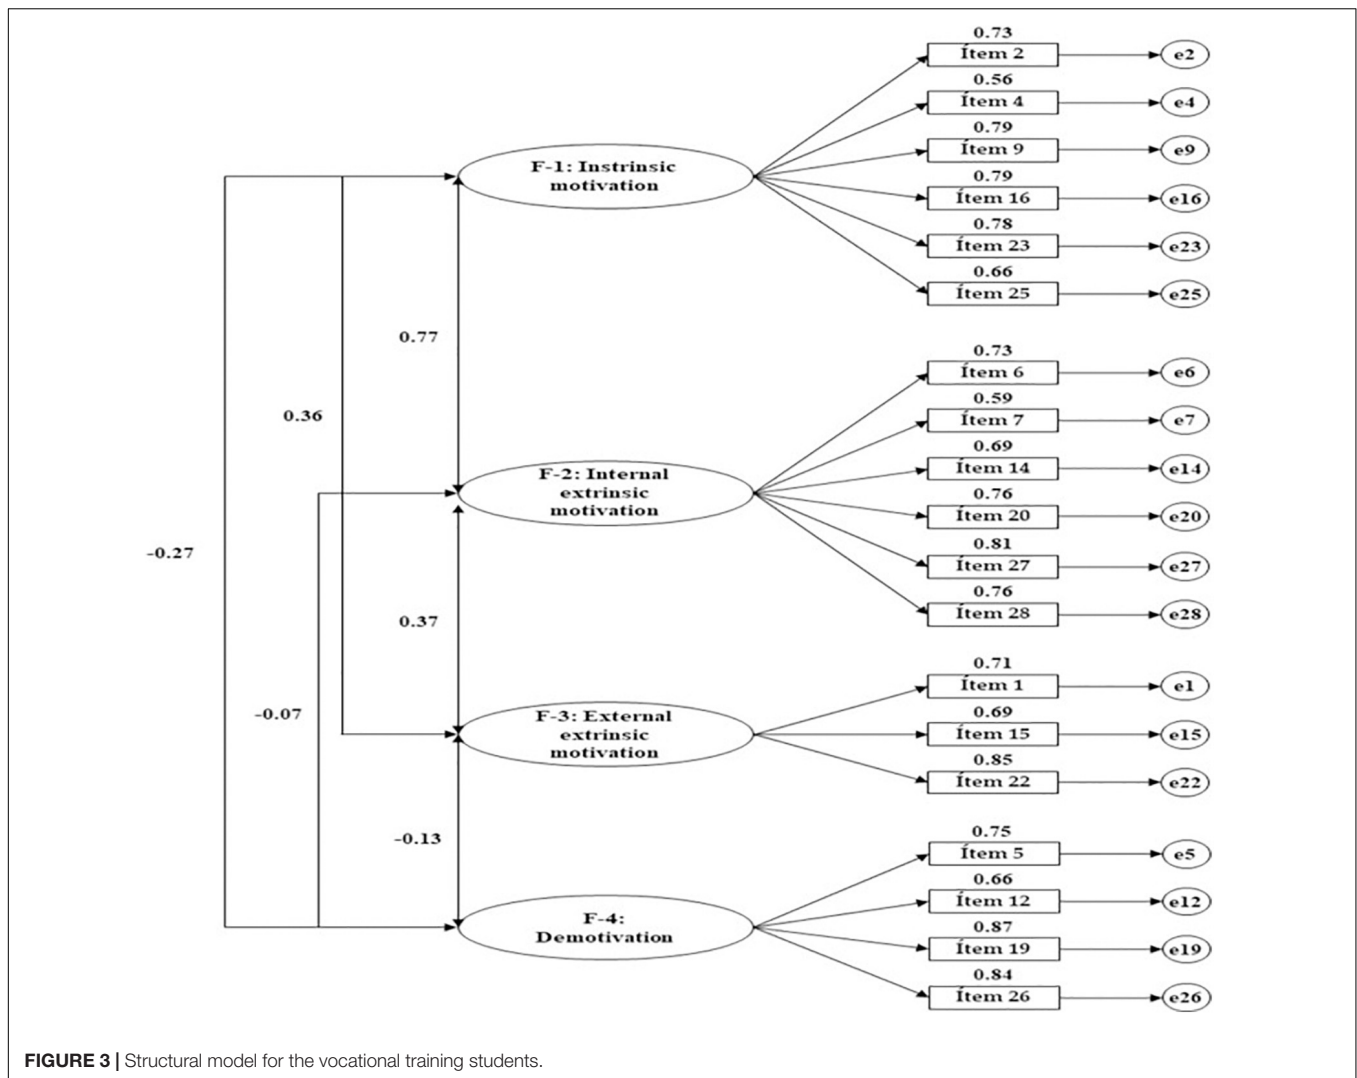 0.73
Ítem 2
e2
0.56
Ítem 4
e4
0.79
Ítem 9
e9
F-1: Instrinsic
motivation
0.79
Ítem 16
e16
0.78
Ítem 23
e23
0.66
Ítem 25
e25
0.77
0.36
0.73
Ítem 6
e6
0.59
Ítem 7
e7
0.69
Ítem 14
e14
F-2: Internal
extrinsic
motivation
0.76
Ítem 20
e20
0.81
Ítem 27
e27
0.76
Ítem 28
e28
-0.27
0.37
-0.07
0.71
Ítem 1
e1
F-3: External
extrinsic
motivation
0.69
Ítem 15
e15
0.85
Ítem 22
e22
-0.13
0.75
Ítem 5
e5
0.66
Ítem 12
e12
F-4:
Demotivation
0.87
Ítem 19
e19
0.84
Ítem 26
e26
FIGURE 3 | Structural model for the vocational training students.